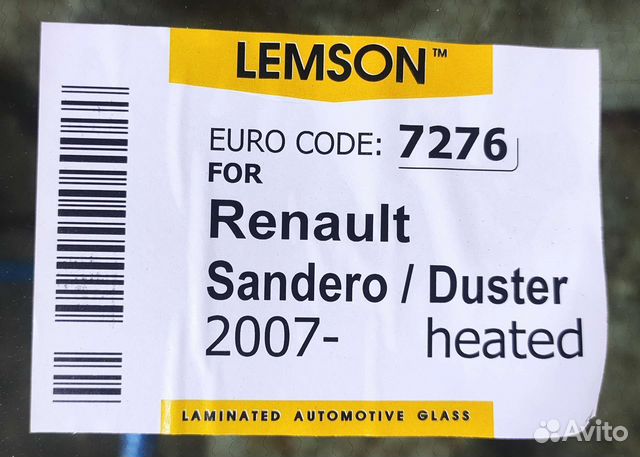 LEMSON™
EURO CODE: 7276
FOR
Renault
Sandero / Duster
2007- heated
LAMINATED AUTOMOTIVE GLASS
Avito